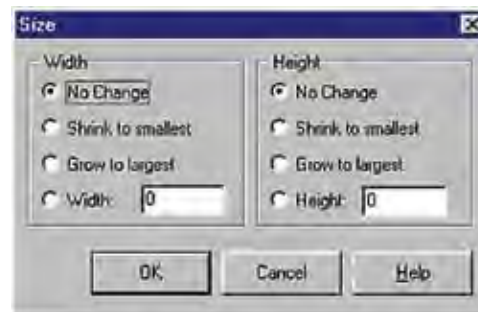 Size
Width
No Change
Shrink to smallest
Grow to largest
Width: 0
Height
No Change
Shrink to smallest
Grow to largest
Height: 0
OK Cancel Help